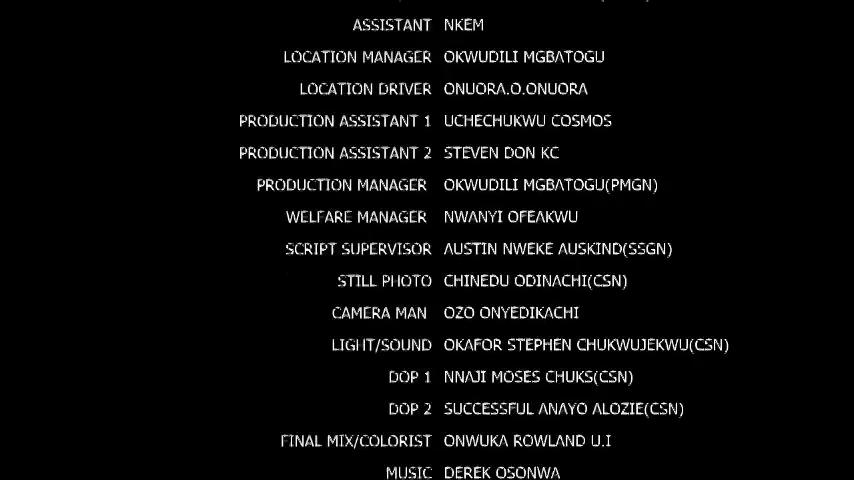 ASSISTANT NKEM
LOCATION MANAGER OKWUDILI MGBATOGU
LOCATION DRIVER ONUORA.O.ONUORA
PRODUCTION ASSISTANT 1 UCHECHUKWU COSMOS
PRODUCTION ASSISTANT 2 STEVEN DON KC
PRODUCTION MANAGER OKWUDILI MGBATOGU(PMGN)
WELFARE MANAGER NWANYI OFEAKWU
SCRIPT SUPERVISOR AUSTIN NWEKE AUSKIND(SSGN)
STILL PHOTO CHINEDU ODINACHI(CSN)
CAMERA MAN OZO ONYEDIKACHI
LIGHT/SOUND OKAFOR STEPHEN CHUKWUJEKWU(CSN)
DOP 1 NNAJI MOSES CHUKS(CSN)
DOP 2 SUCCESSFUL ANAYO ALOZIE(CSN)
FINAL MIX/COLORIST ONWUKA ROWLAND U.I
MUSIC DEREK OSONWA